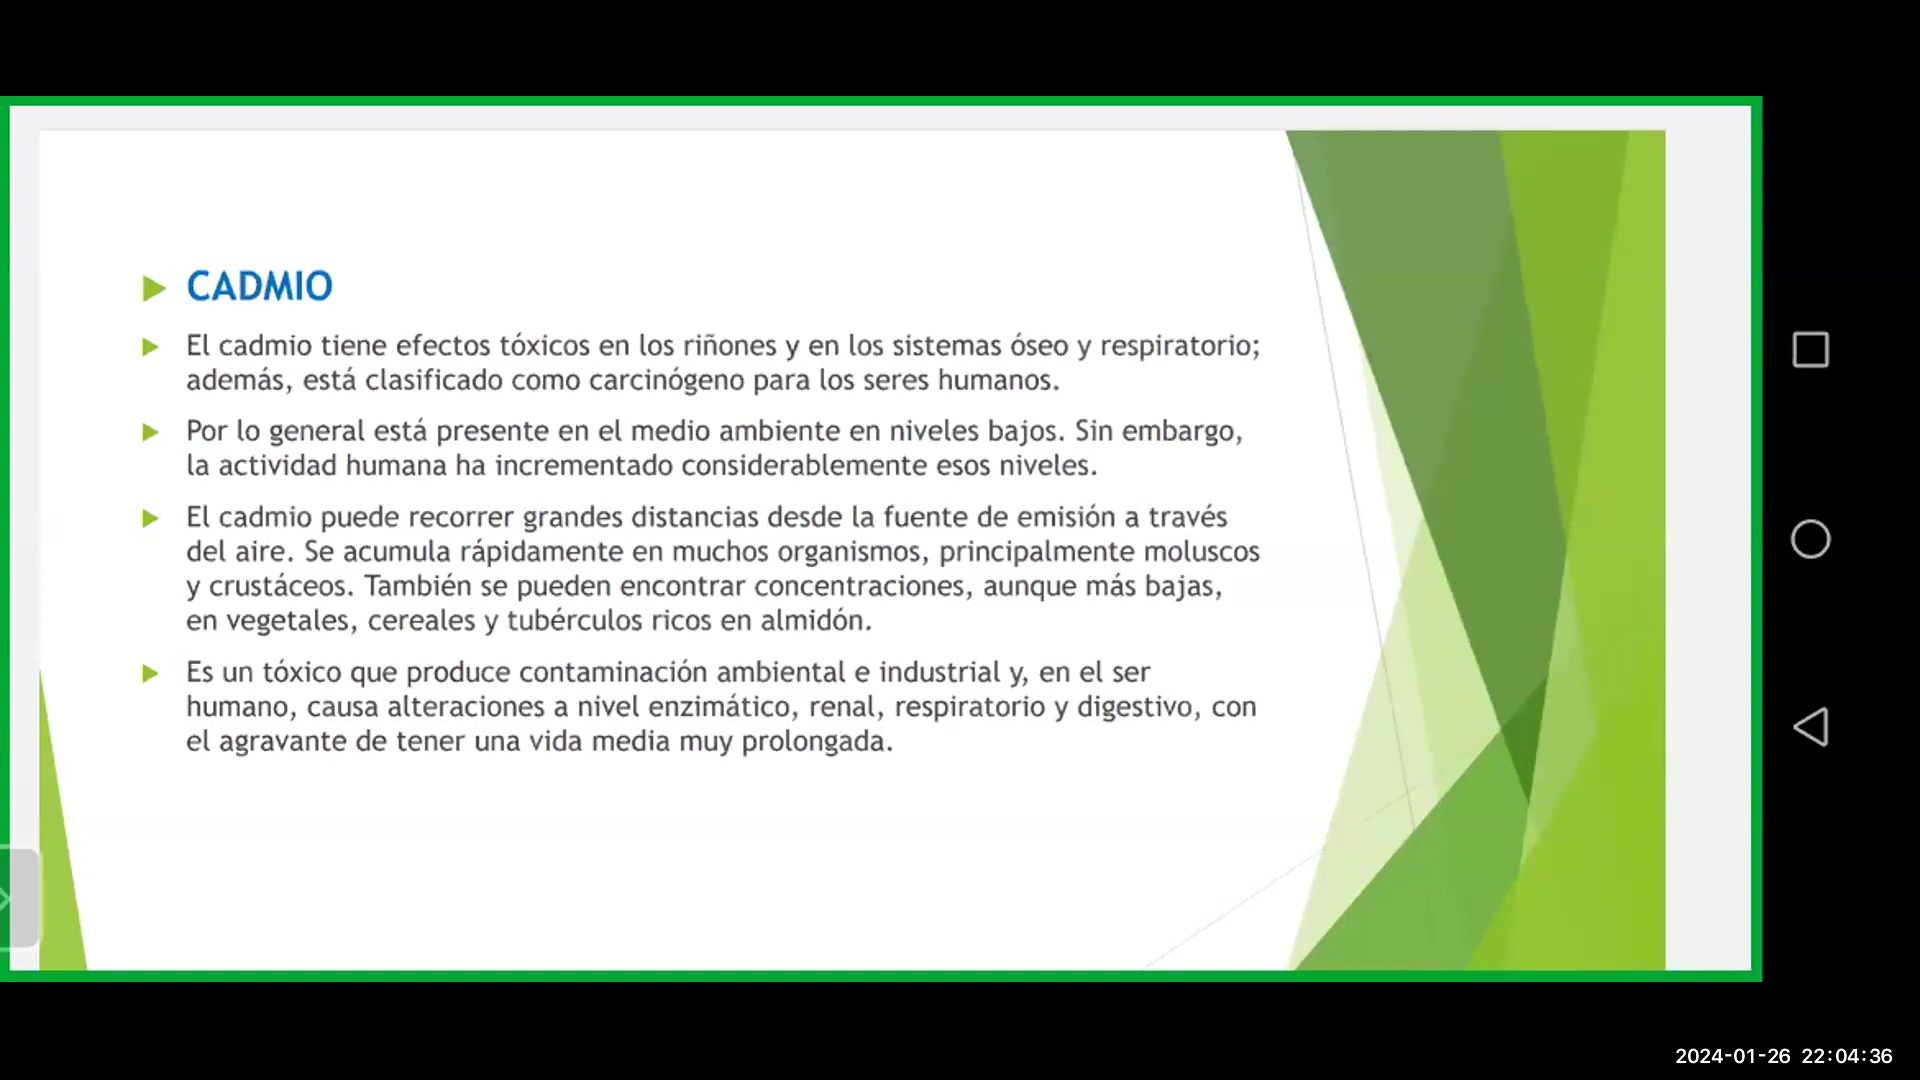 CADMIO
El cadmio tiene efectos tóxicos en los riñones y en los sistemas óseo y respiratorio;
además, está clasificado como carcinógeno para los seres humanos.
Por lo general está presente en el medio ambiente en niveles bajos. Sin embargo,
la actividad humana ha incrementado considerablemente esos niveles.
El cadmio puede recorrer grandes distancias desde la fuente de emisión a través
del aire. Se acumula rápidamente en muchos organismos, principalmente moluscos
y crustáceos. También se pueden encontrar concentraciones, aunque más bajas,
en vegetales, cereales y tubérculos ricos en almidón.
Es un tóxico que produce contaminación ambiental e industrial y, en el ser
humano, causa alteraciones a nivel enzimático, renal, respiratorio y digestivo, con
el agravante de tener una vida media muy prolongada.
2024-01-26 22:04:36